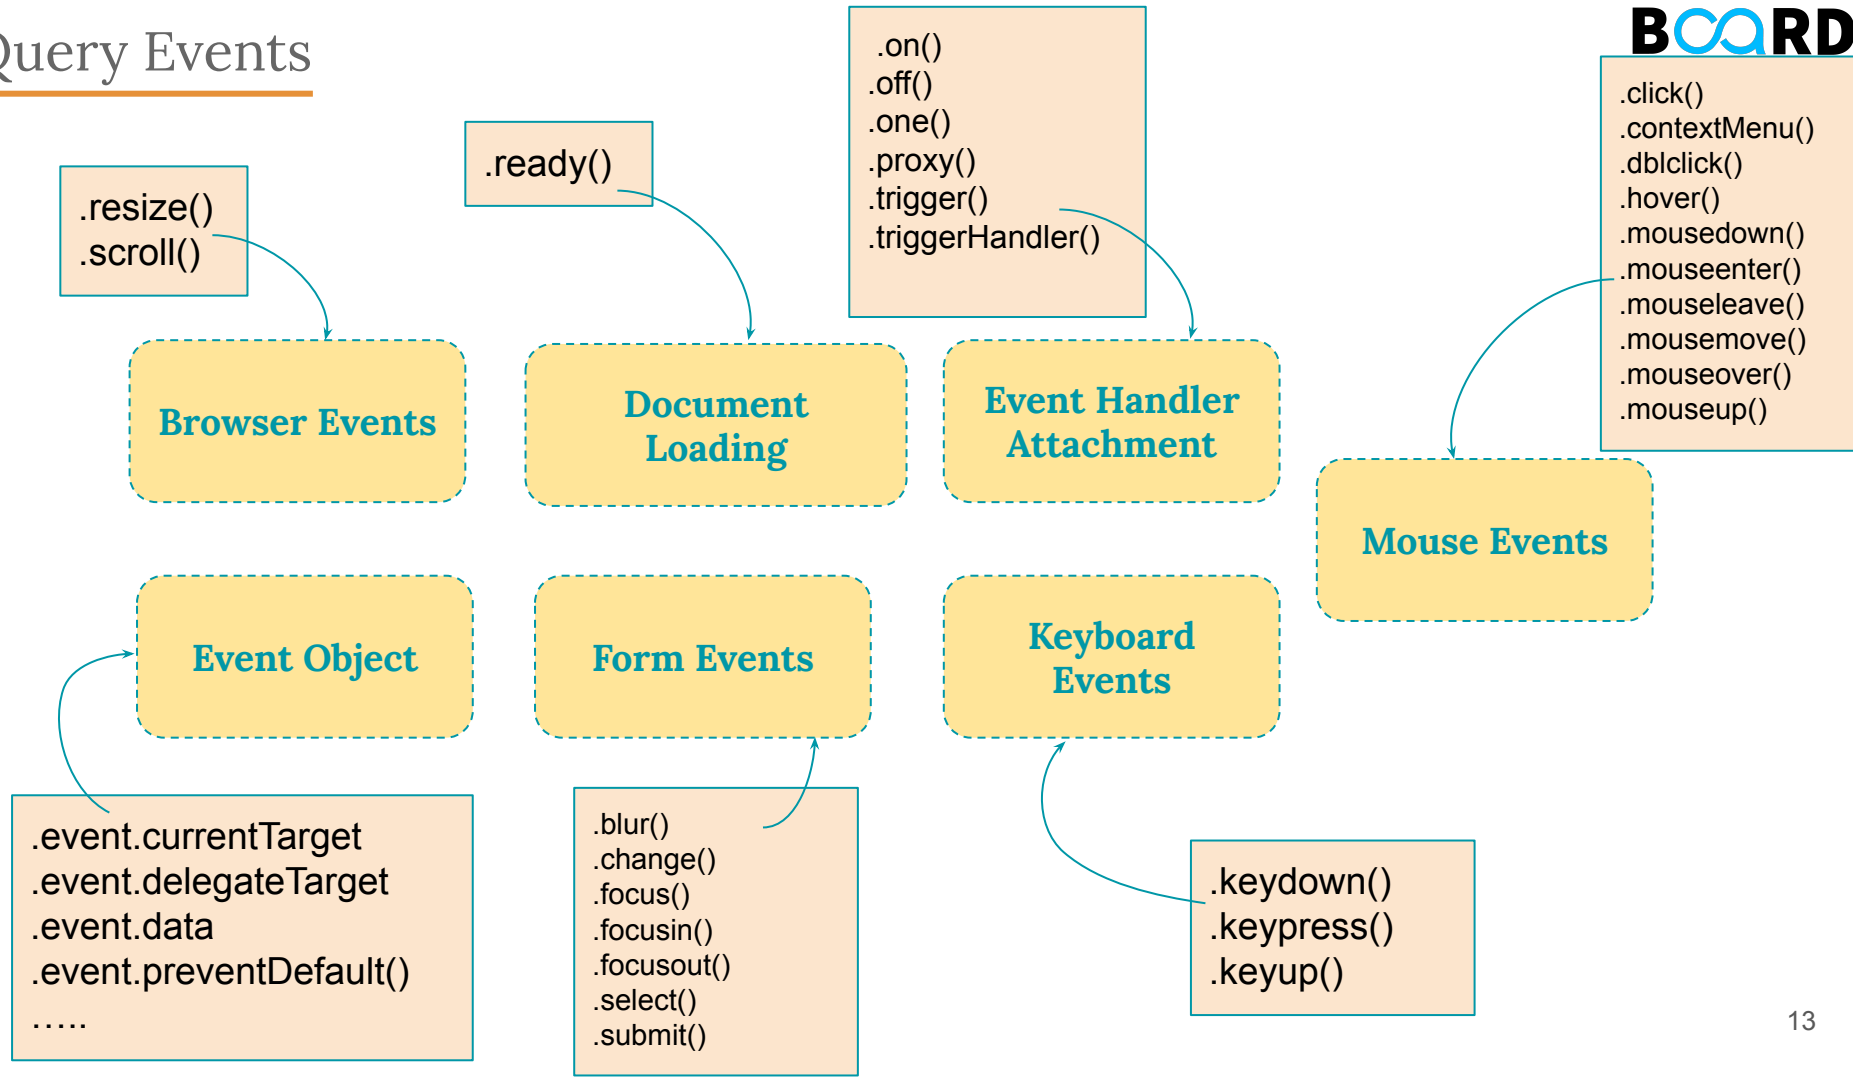 Query Events
BOARD
.resize()
.scroll()
.ready()
.on()
.off()
.one()
.proxy()
.trigger()
.triggerHandler()
.click()
.contextMenu()
.dblclick()
.hover()
.mousedown()
.mouseenter()
.mouseleave()
.mousemove()
.mouseover()
.mouseup()
Browser Events
Document
Loading
Event Handler
Attachment
Mouse Events
Event Object
Form Events
Keyboard
Events
.event.currentTarget
.event.delegateTarget
.event.data
.event.preventDefault()
…..
.blur()
.change()
.focus()
.focusin()
.focusout()
.select()
.submit()
.keydown()
.keypress()
.keyup()
13